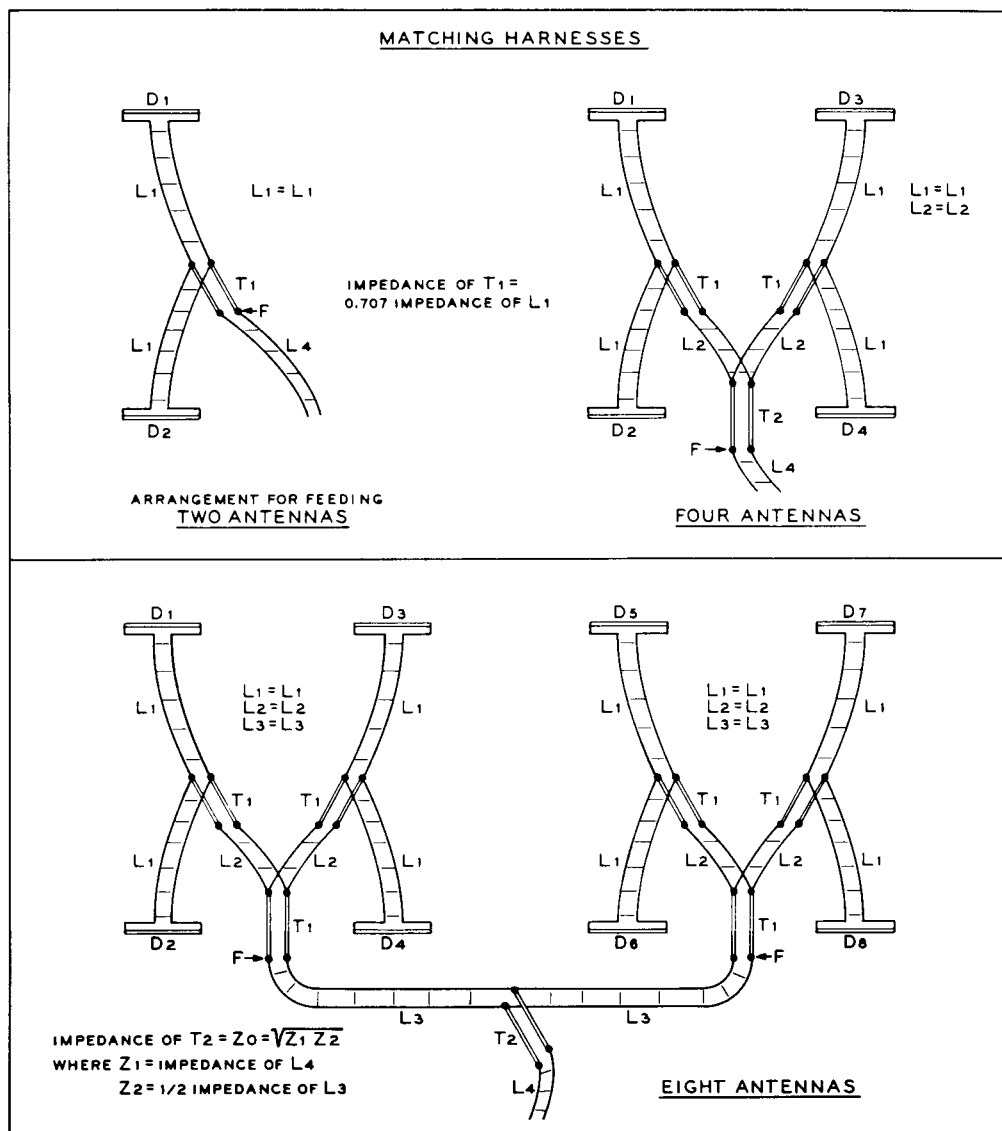 MATCHING HARNESSES
D1
D1
D3
L1
L1=L1
L1
L1
L1=L1
L2=L2
T1
F
IMPEDANCE OF T1=
0.707 IMPEDANCE OF L1
T1
T1
L1
L4
L1
L2
L2
L1
D2
D2
T2
D4
F
L4
ARRANGEMENT FOR FEEDING
TWO ANTENNAS
FOUR ANTENNAS
D1
D3
D5
D7
L1
L1=L1
L2=L2
L3=L3
L1
L1
L1=L1
L2=L2
L3=L3
L1
T1
T1
T1
T1
L1
L2
L2
L1
L1
L2
L2
L1
D2
T1
D4
D6
T1
D8
F
F
L3
L3
T2
L4
IMPEDANCE OF T2=Z0=√Z1 Z2
WHERE Z1=IMPEDANCE OF L4
Z2=1/2 IMPEDANCE OF L3
EIGHT ANTENNAS